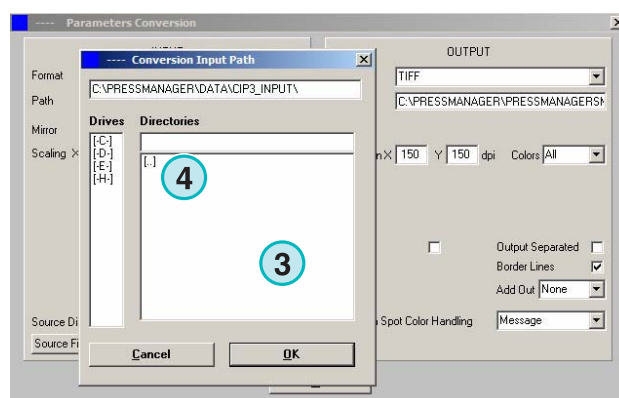 ---- Parameters Conversion
OUTPUT
---- Conversion Input Path
Format
TIFF
Path
C:\PRESSMANAGER\DATA\CIP3_INPUT\
C:\PRESSMANAGER\PRESSMANAGERSN
Mirror
Drives Directories
Scaling X
[-C-]
[-D-]
[-E-]
[-H-]
[..]
4
3
X 150 Y 150 dpi Colors All
Output Separated
Border Lines
Add Out None
Source Di
Spot Color Handling Message
Source Fi
Cancel OK